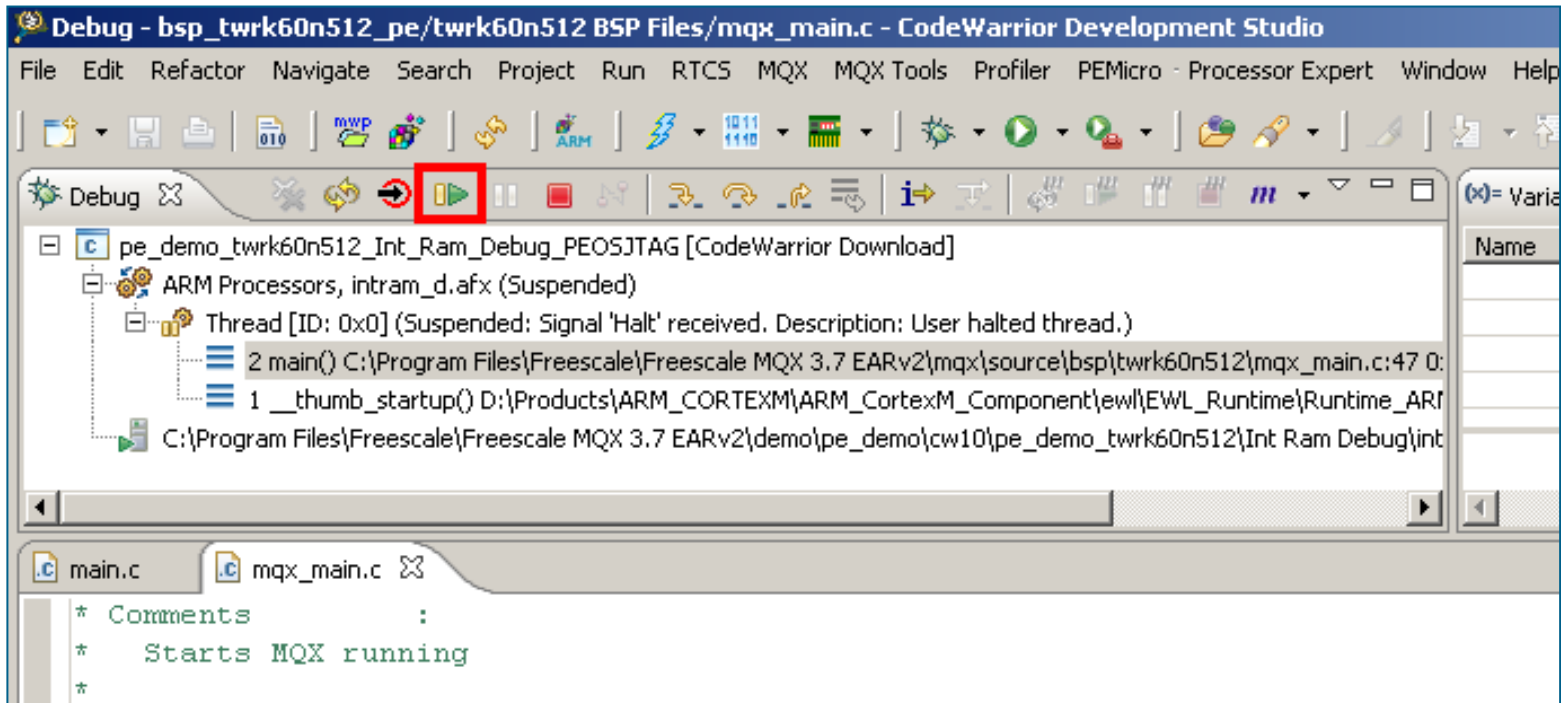 Debug - bsp_twrk60n512_pe/twrk60n512 BSP Files/mqx_main.c - CodeWarrior Development Studio
File Edit Refactor Navigate Search Project Run RTCS MQX MQX Tools Profiler PEMicro - Processor Expert Window Help
010 mwp ARM 1011 1110
Debug i m (x)= Varia
c pe_demo_twrk60n512_Int_Ram_Debug_PEOSJTAG [CodeWarrior Download] Name
ARM Processors, intram_d.afx (Suspended)
Thread [ID: 0x0] (Suspended: Signal 'Halt' received. Description: User halted thread.)
2 main() C:\Program Files\Freescale\Freescale MQX 3.7 EARv2\mqx\source\bsp\twrk60n512\mqx_main.c:47 0:
1 __thumb_startup() D:\Products\ARM_CORTEXM\ARM_CortexM_Component\ewl\EWL_Runtime\Runtime_ARM
C:\Program Files\Freescale\Freescale MQX 3.7 EARv2\demo\pe_demo\cw10\pe_demo_twrk60n512\Int Ram Debug\int
.c main.c .c mqx_main.c
* Comments :
* Starts MQX running
*